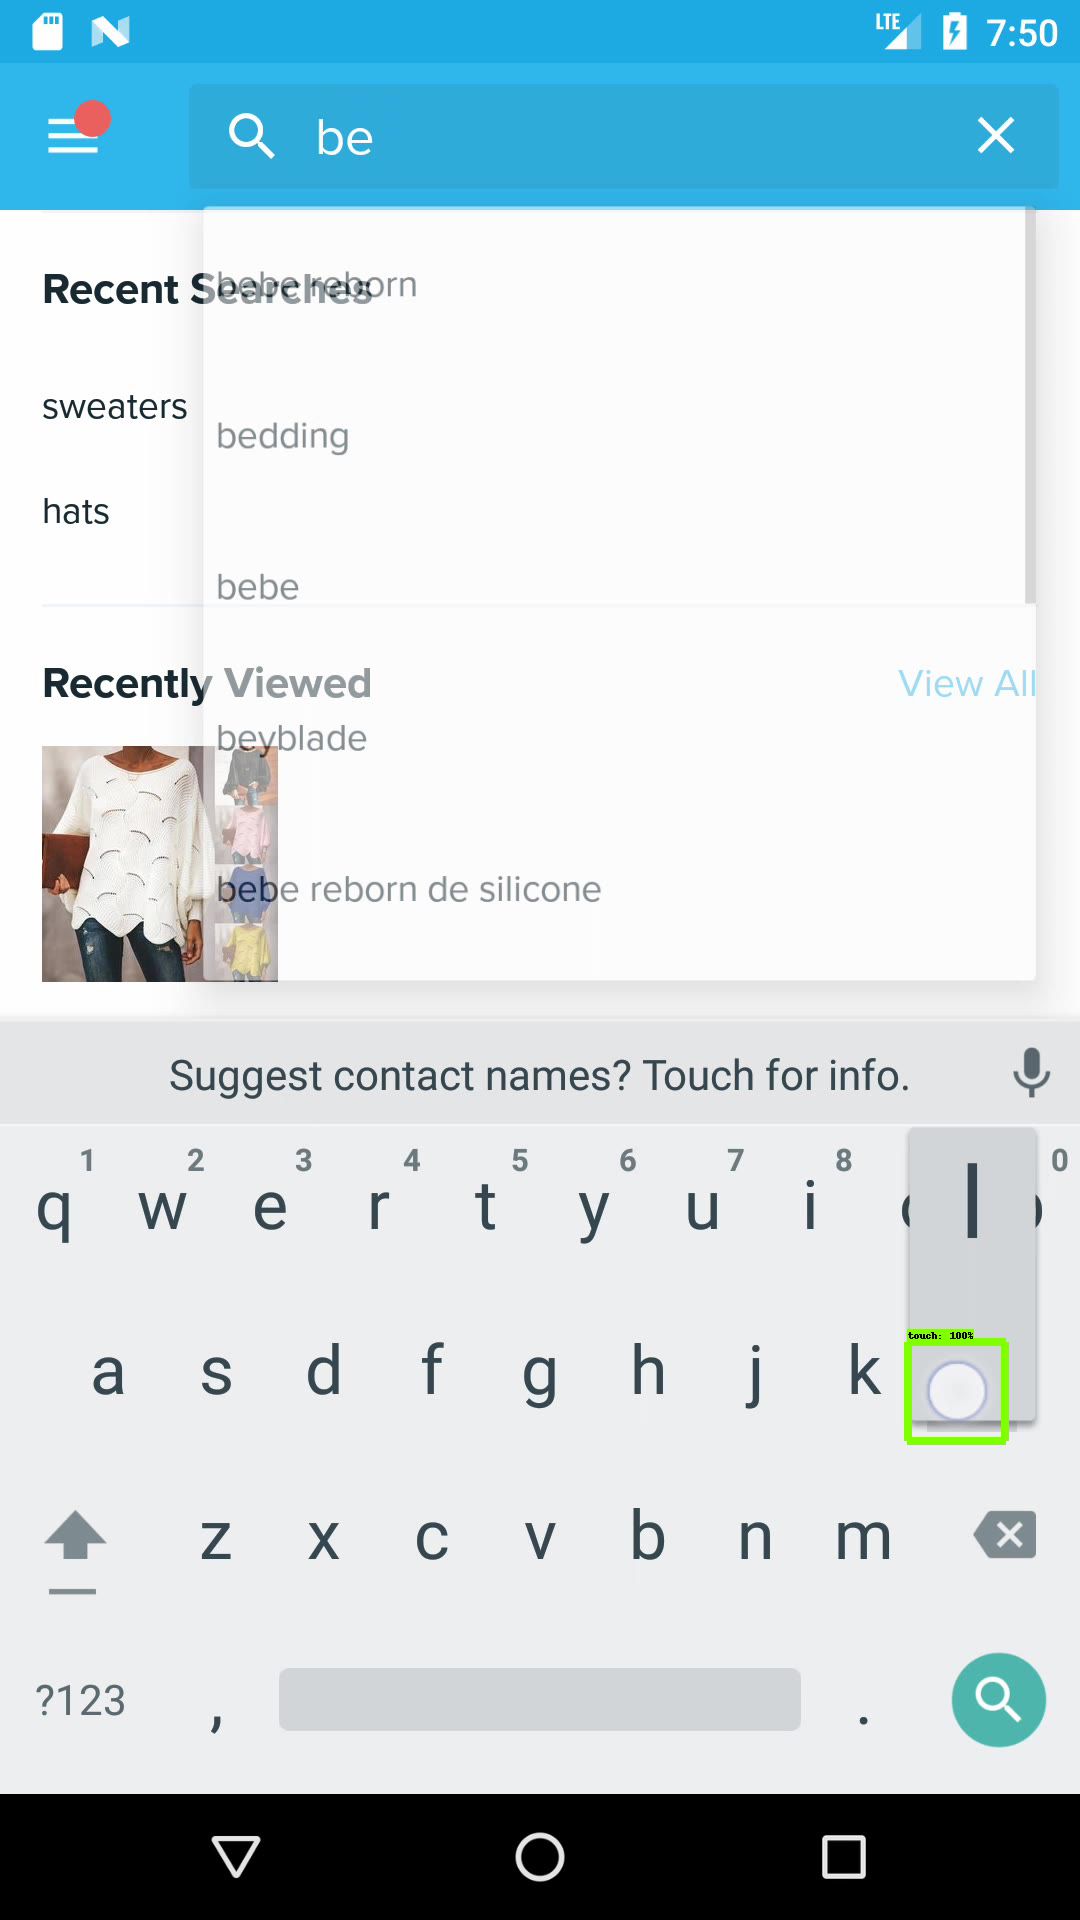 LTE 7:50
be
Recent Searches
bebe reborn
sweaters
bedding
hats
bebe
Recently Viewed
View All
beyblade
bebe reborn de silicone
Suggest contact names? Touch for info.
1 2 3 4 5 6 7 8 0
q w e r t y u i l
touch: 100%
a s d f g h j k
z x c v b n m
?123 , .